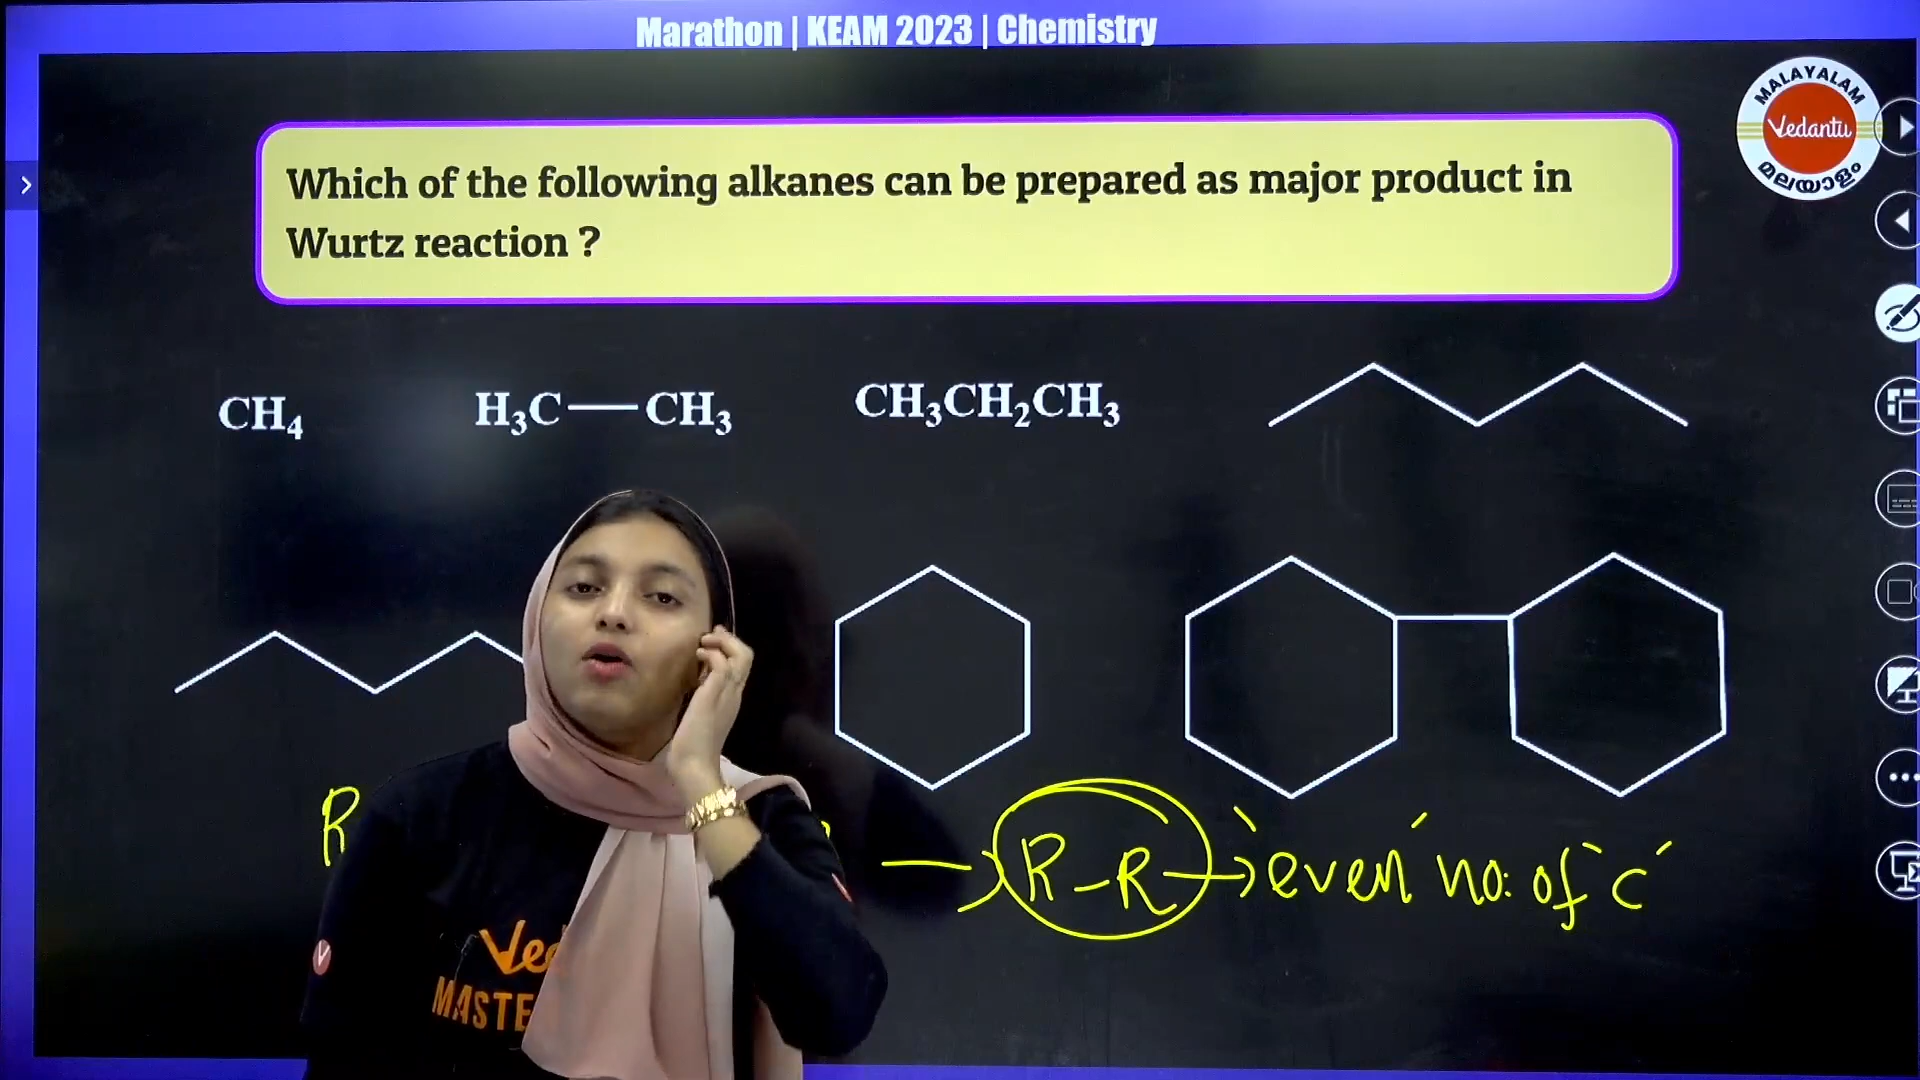 Marathon | KEAM 2023 | Chemistry
MALAYALAM
Vedantu
മലയാളം
Which of the following alkanes can be prepared as major product in
Wurtz reaction ?
CH₄
H₃C—CH₃
CH₃CH₂CH₃
R
→ R–R → even no: of 'c'
V
MASTE